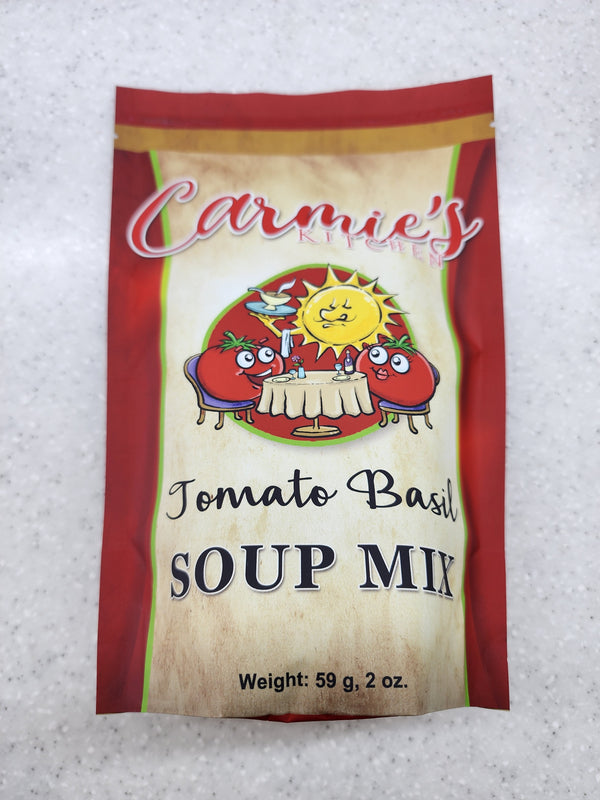 Carmie's
KITCHEN
Tomato Basil
SOUP MIX
Weight: 59 g, 2 oz.